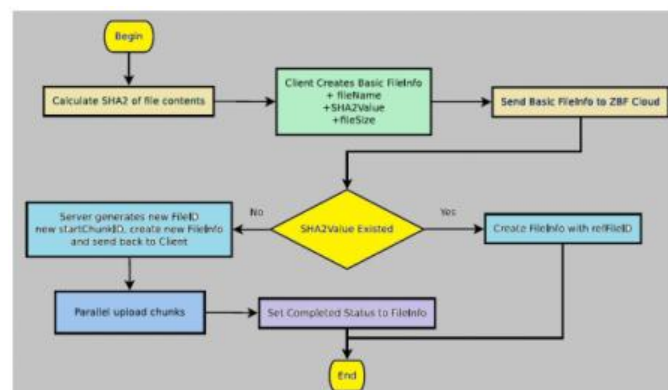 Begin
Calculate SHA2 of file contents
Client Creates Basic FileInfo
+ fileName
+SHA2Value
+fileSize
Send Basic FileInfo to ZBF Cloud
Server generates new FileID
new startChunkID, create new FileInfo
and send back to Client
No
SHA2Value Existed
Yes
Create FileInfo with refFileID
Parallel upload chunks
Set Completed Status to FileInfo
End